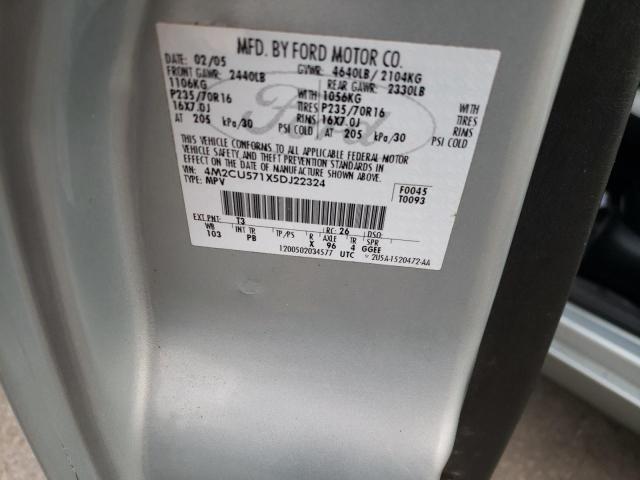 MFD. BY FORD MOTOR CO.
DATE: 02/05 GVWR: 4640LB/ 2104KG
FRONT GAWR: 2440LB REAR GAWR: 2330LB
1106KG WITH 1056KG WITH
P235/70R16 TIRES P235/70R16 TIRES
16X7.0J RIMS 16X7.0J RIMS
AT 205 kPa/30 PSI COLD AT 205 kPa/30 PSI COLD
THIS VEHICLE CONFORMS TO ALL APPLICABLE FEDERAL MOTOR
VEHICLE SAFETY AND THEFT PREVENTION STANDARDS IN
EFFECT ON THE DATE OF MANUFACTURE SHOWN ABOVE.
VIN: 4M2CU571X5DJ22324
TYPE: MPV
F0045
T0093
EXT PNT: T3 RC: 26 DSO:
WB INT TR TP/PS R AXLE TR SPR
103 PB X 96 4 GGEE
1200502034577 UTC
* 2U5A-1520472-AA
Ford